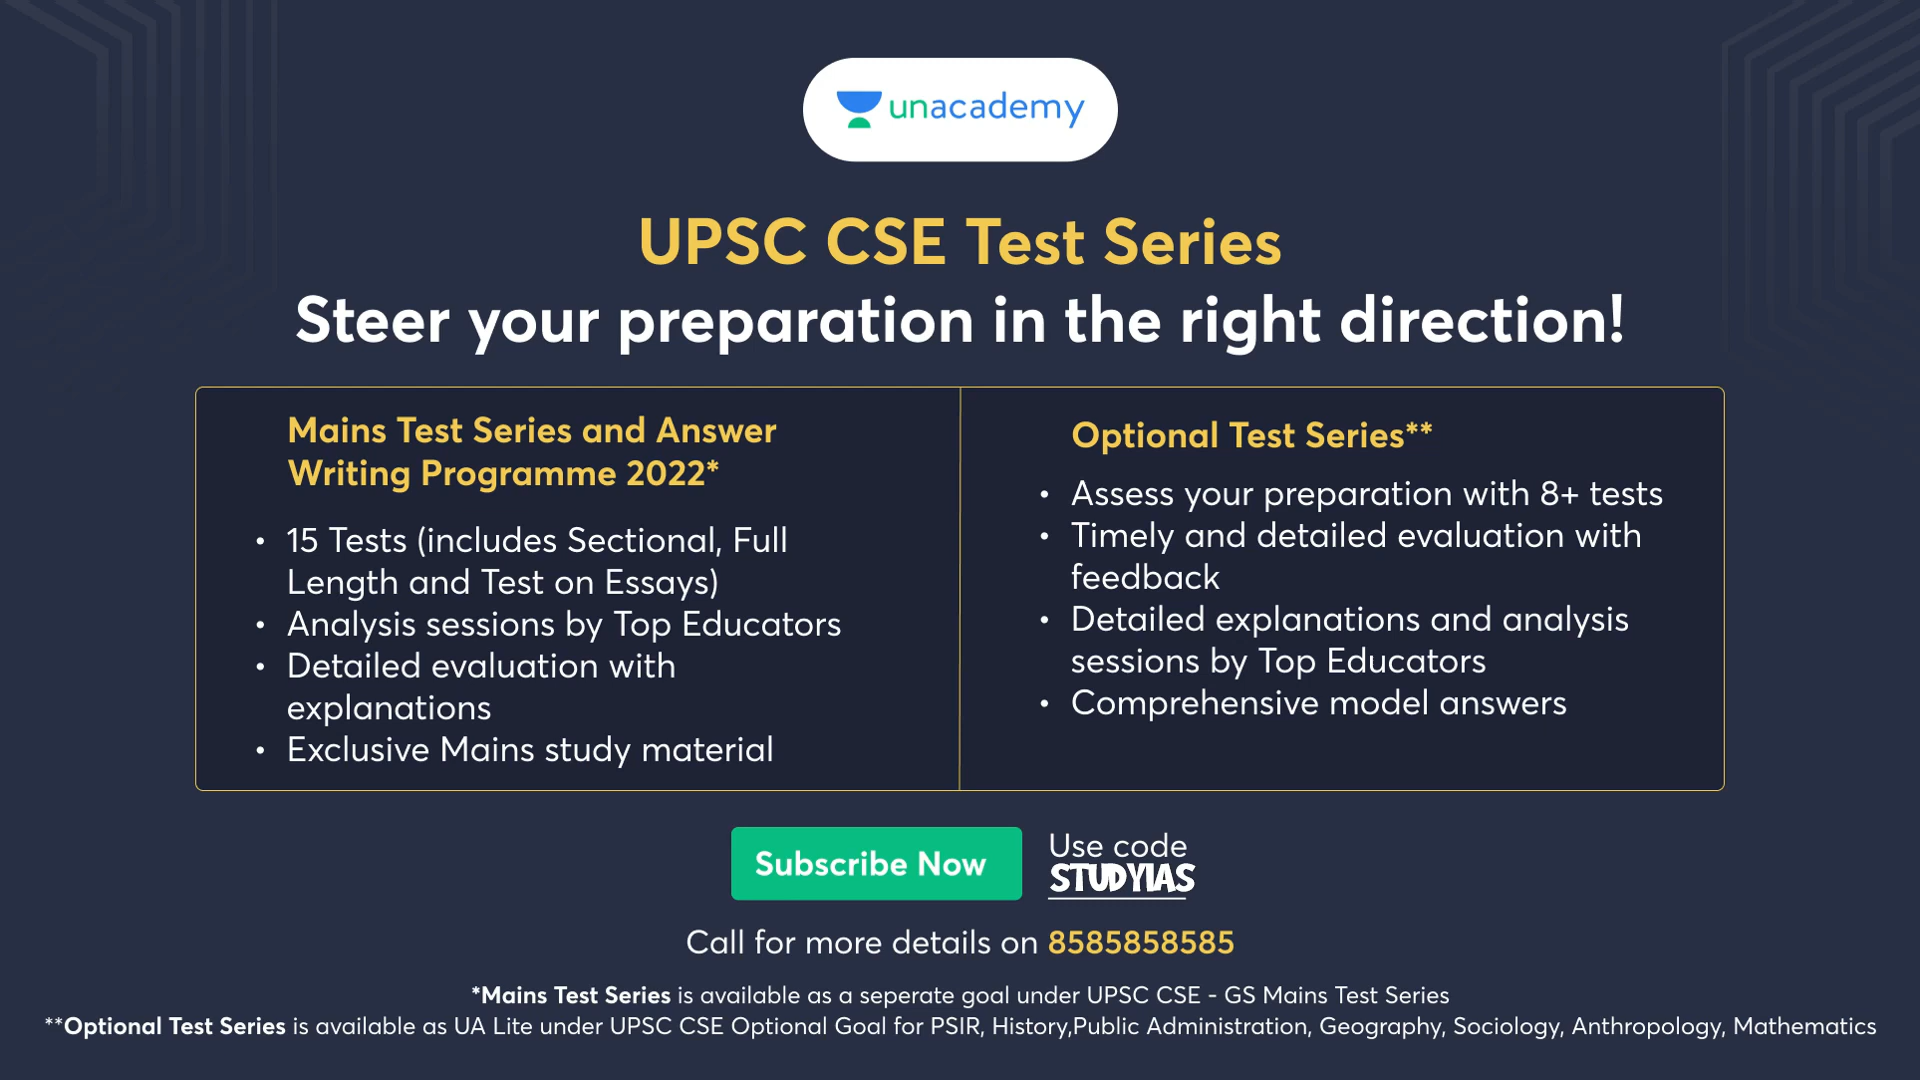 unacademy
UPSC CSE Test Series
Steer your preparation in the right direction!
Mains Test Series and Answer
Writing Programme 2022*
• 15 Tests (includes Sectional, Full
Length and Test on Essays)
• Analysis sessions by Top Educators
• Detailed evaluation with
explanations
• Exclusive Mains study material
Optional Test Series**
• Assess your preparation with 8+ tests
• Timely and detailed evaluation with
feedback
• Detailed explanations and analysis
sessions by Top Educators
• Comprehensive model answers
Subscribe Now
Use code
STUDYIAS
Call for more details on 8585858585
*Mains Test Series is available as a seperate goal under UPSC CSE - GS Mains Test Series
**Optional Test Series is available as UA Lite under UPSC CSE Optional Goal for PSIR, History,Public Administration, Geography, Sociology, Anthropology, Mathematics